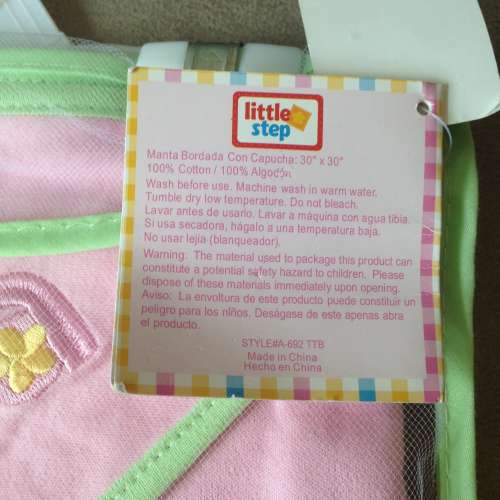 little
step
Manta Bordada Con Capucha: 30" x 30"
100% Cotton / 100% Algodón
Wash before use. Machine wash in warm water.
Tumble dry low temperature. Do not bleach.
Lavar antes de usarlo. Lavar a máquina con agua tibia.
Si usa secadora, hágalo a una temperatura baja.
No usar lejía (blanqueador).
Warning: The material used to package this product can
constitute a potential safety hazard to children. Please
dispose of these materials immediately upon opening.
Aviso: La envoltura de este producto puede constituir un
peligro para los niños. Deságase de este apenas abra
el producto.
STYLE#A-692 TTB
Made in China
Hecho en China